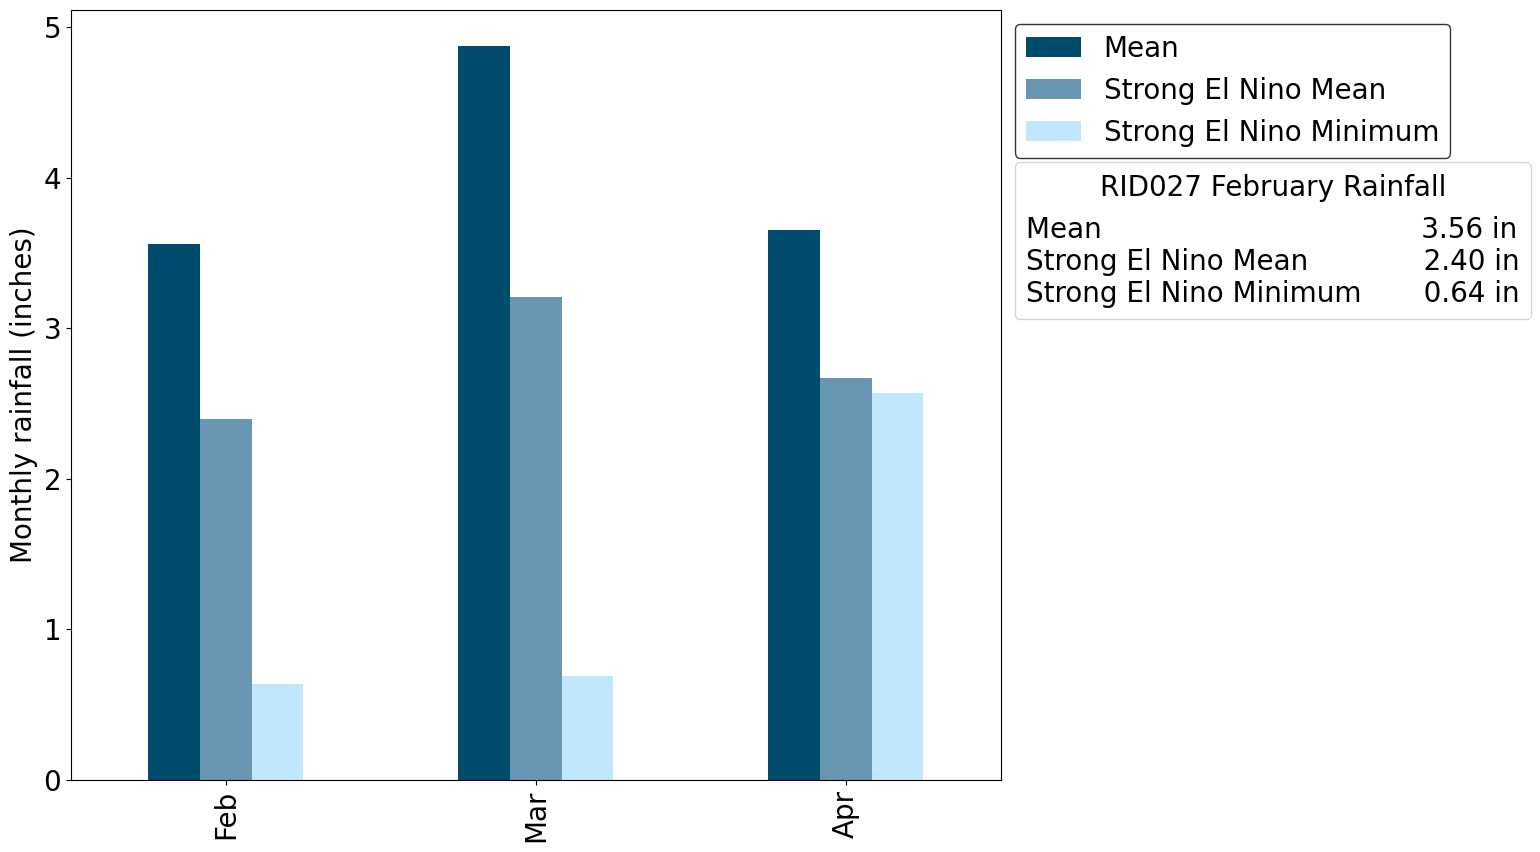 Monthly rainfall (inches)
5
4
3
2
1
0
Feb
Mar
Apr
Mean
Strong El Nino Mean
Strong El Nino Minimum
RID027 February Rainfall
Mean 3.56 in
Strong El Nino Mean 2.40 in
Strong El Nino Minimum 0.64 in